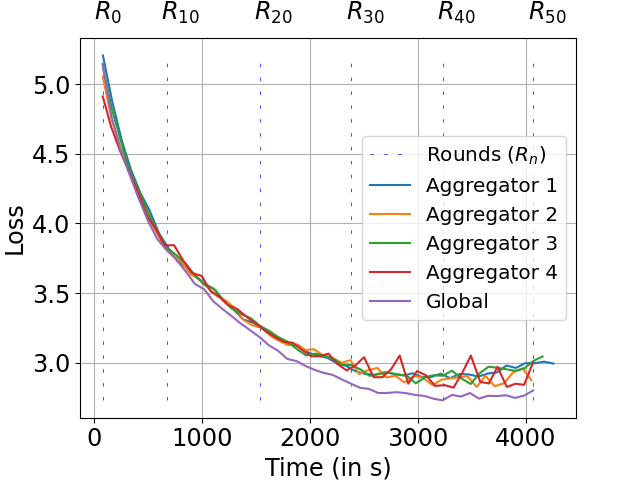 R₀ R₁₀ R₂₀ R₃₀ R₄₀ R₅₀
5.0
4.5
4.0
3.5
3.0
Loss
Rounds (Rₙ)
Aggregator 1
Aggregator 2
Aggregator 3
Aggregator 4
Global
0 1000 2000 3000 4000
Time (in s)